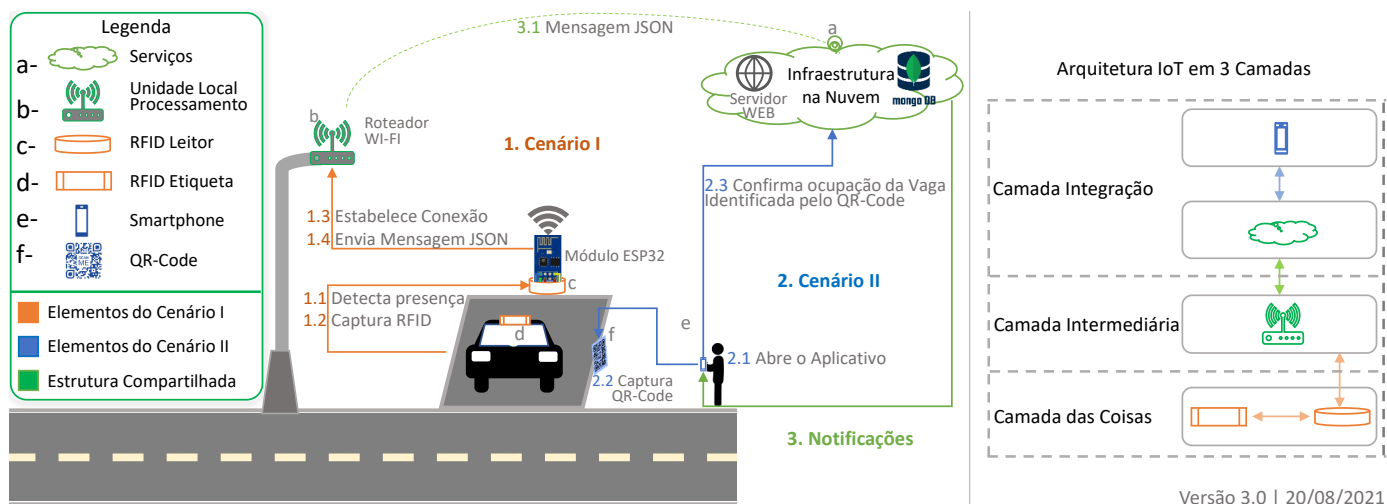 Legenda
a- Serviços
b- Unidade Local
Processamento
c- RFID Leitor
d- RFID Etiqueta
e- Smartphone
f- QR-Code
Elementos do Cenário I
Elementos do Cenário II
Estrutura Compartilhada
3.1 Mensagem JSON
a
Servidor
WEB
Infraestrutura
na Nuvem
mongo DB
b
Roteador
WI-FI
1. Cenário I
1.3 Estabelece Conexão
1.4 Envia Mensagem JSON
Módulo ESP32
c
1.1 Detecta presença
1.2 Captura RFID
d
f
2.2 Captura
QR-Code
e
2.1 Abre o Aplicativo
2.3 Confirma ocupação da Vaga
Identificada pelo QR-Code
2. Cenário II
3. Notificações
Arquitetura IoT em 3 Camadas
Camada Integração
Camada Intermediária
Camada das Coisas
Versão 3.0 | 20/08/2021